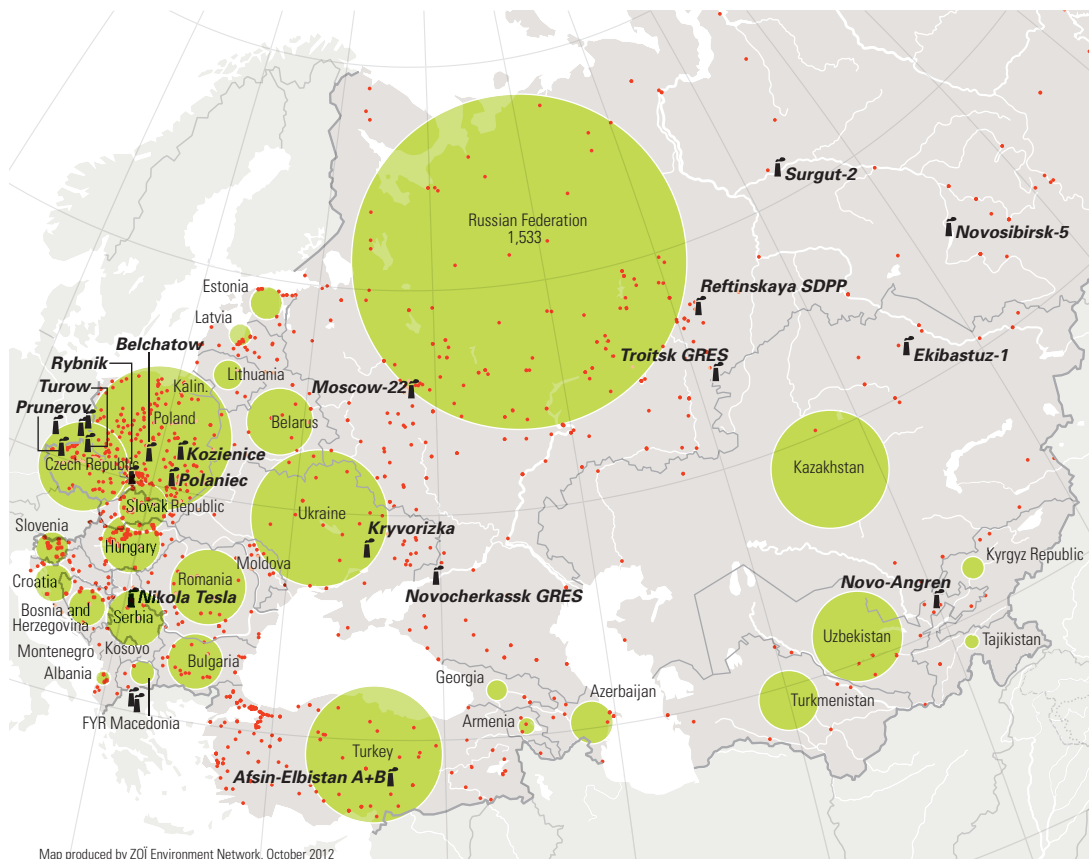 Russian Federation
1,533
Surgut-2
Novosibirsk-5
Reftinskaya SDPP
Estonia
Latvia
Belchatow
Ekibastuz-1
Rybnik
Troitsk GRES
Lithuania
Turow
Kalin.
Moscow-22
Prunerov
Poland
Belarus
Kozienice
Czech Republic
Kazakhstan
Polaniec
Slovak Republic
Ukraine
Slovenia
Kryvorizka
Hungary
Kyrgyz Republic
Moldova
Croatia
Romania
Novo-Angren
Nikola Tesla
Novocherkassk GRES
Bosnia and
Herzegovina
Serbia
Uzbekistan
Tajikistan
Montenegro
Kosovo
Bulgaria
Albania
Georgia
Azerbaijan
Turkmenistan
FYR Macedonia
Armenia
Turkey
Afsin-Elbistan A+B
Map produced by ZOÏ Environment Network, October 2012